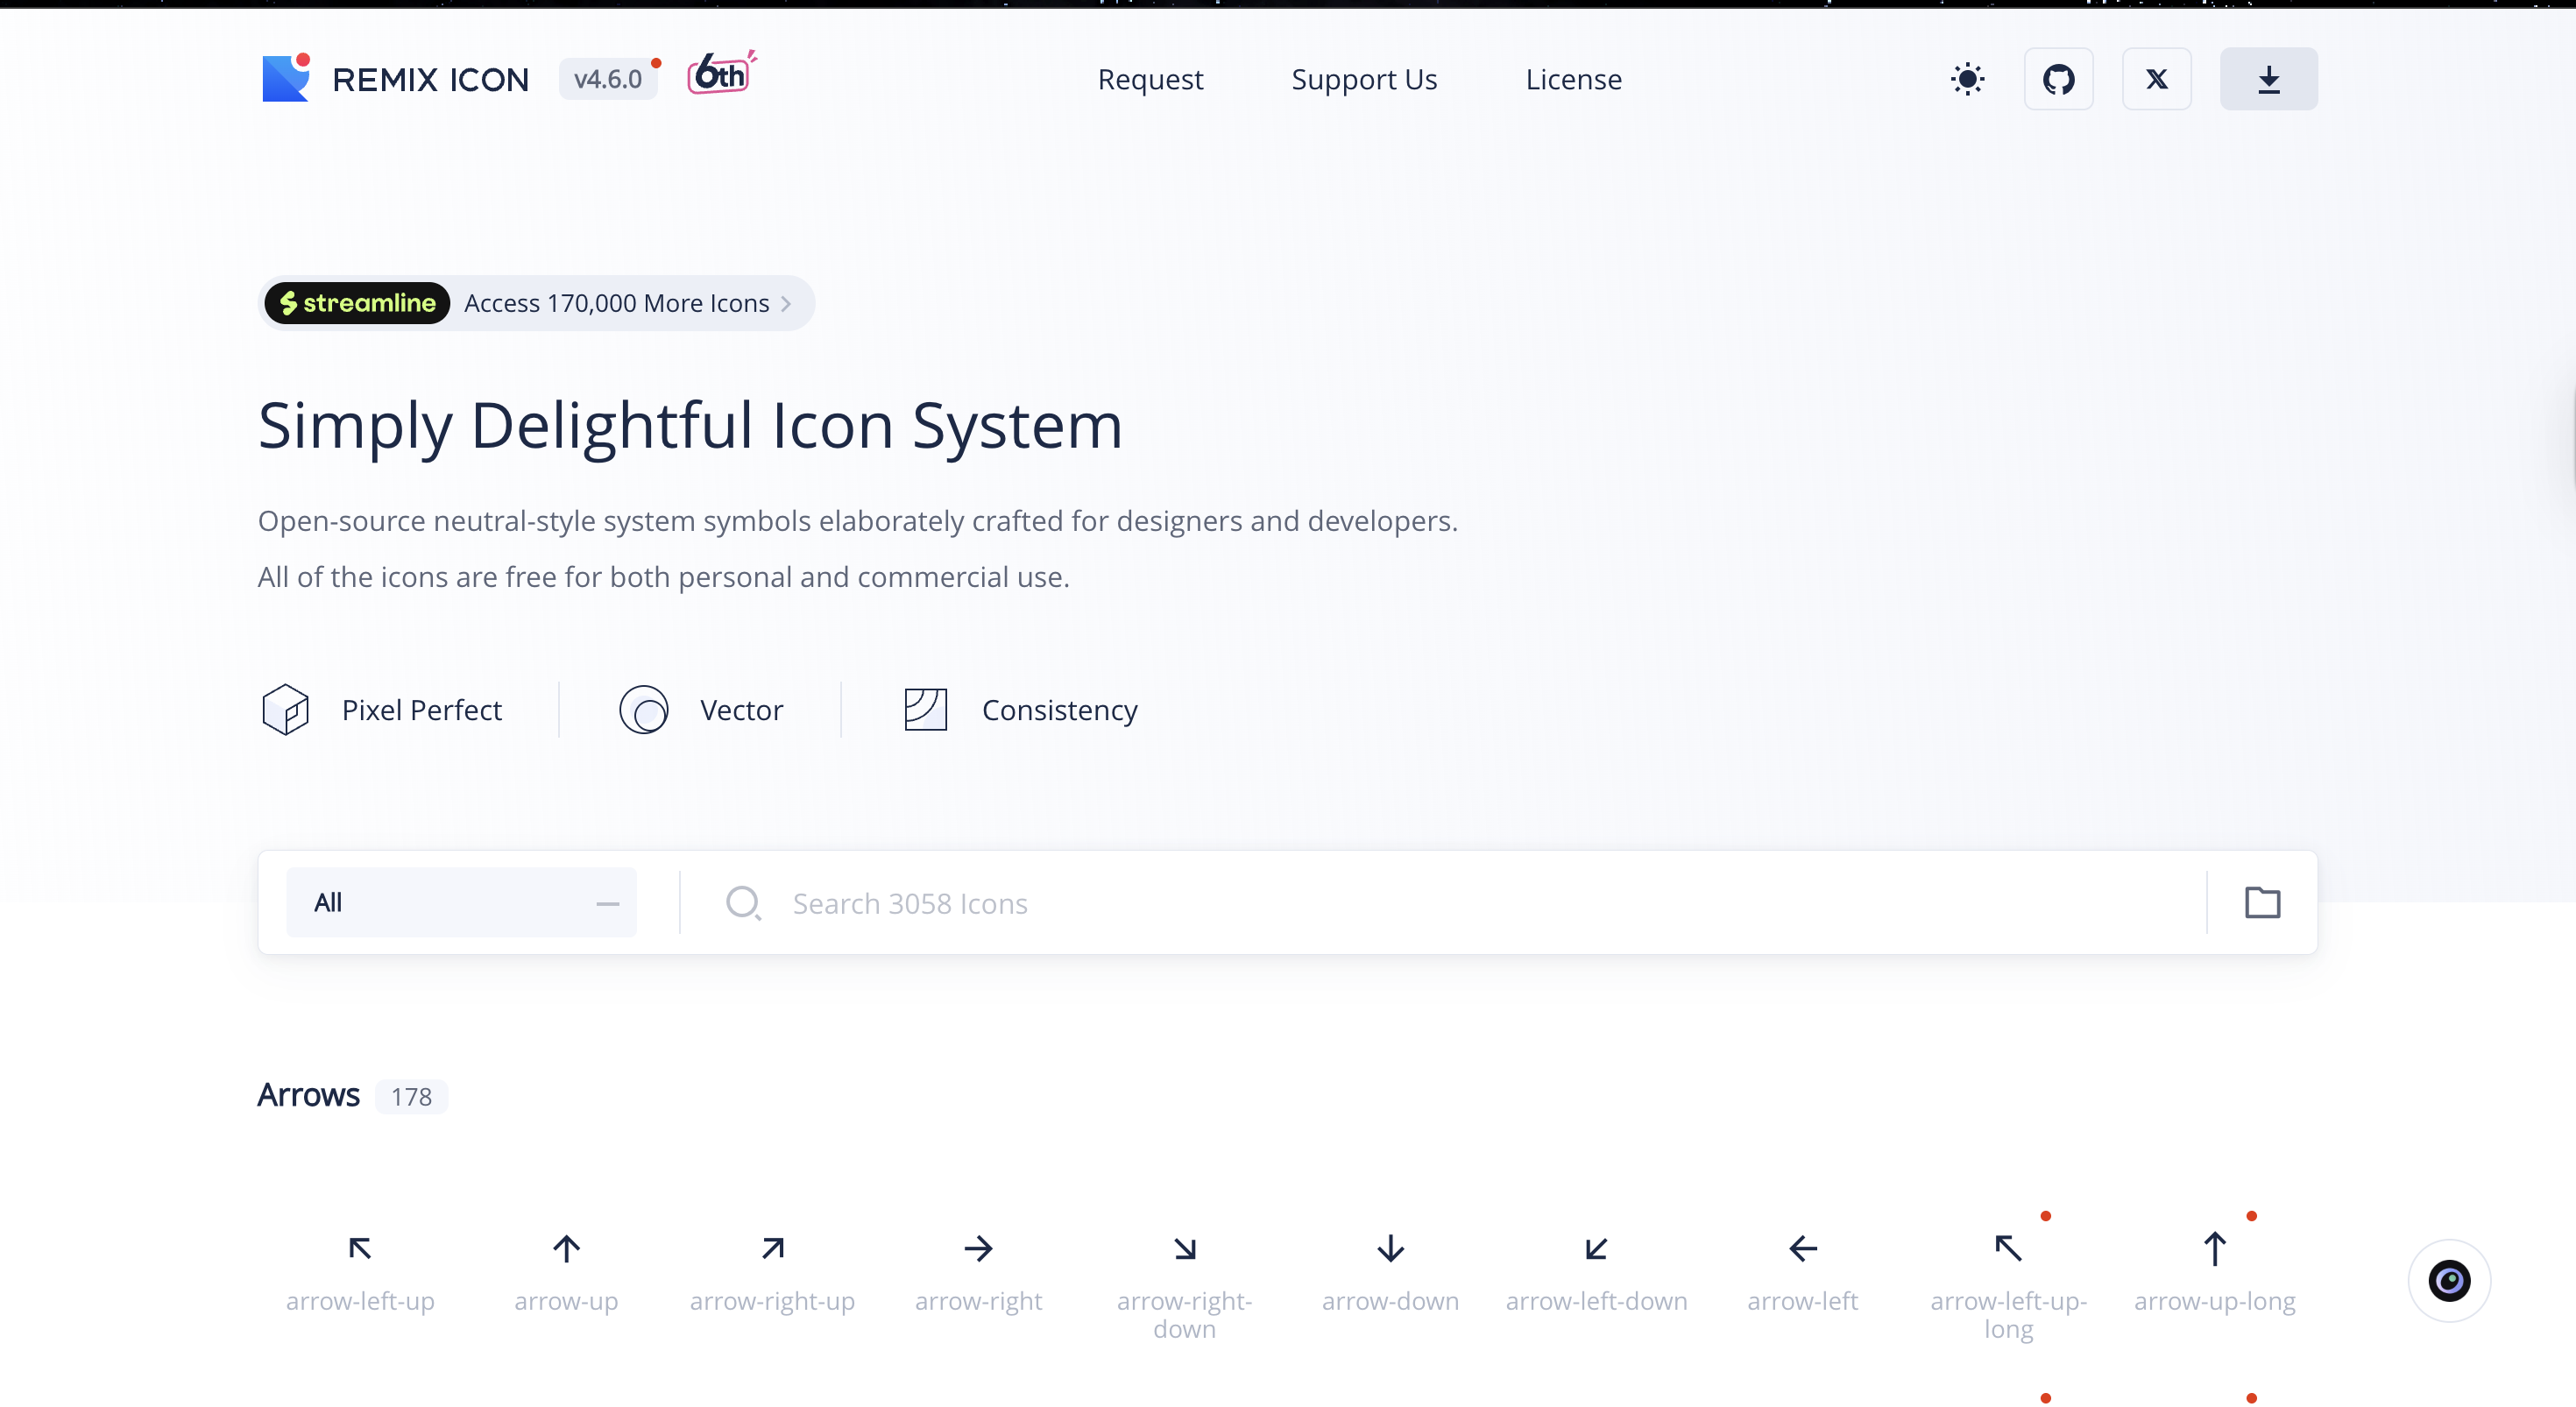 REMIX ICON v4.6.0 6th Request Support Us License
streamline Access 170,000 More Icons
Simply Delightful Icon System
Open-source neutral-style system symbols elaborately crafted for designers and developers.
All of the icons are free for both personal and commercial use.
Pixel Perfect Vector Consistency
All Search 3058 Icons
Arrows 178
arrow-left-up arrow-up arrow-right-up arrow-right arrow-right- arrow-down arrow-left-down arrow-left arrow-left-up- arrow-up-long
down long